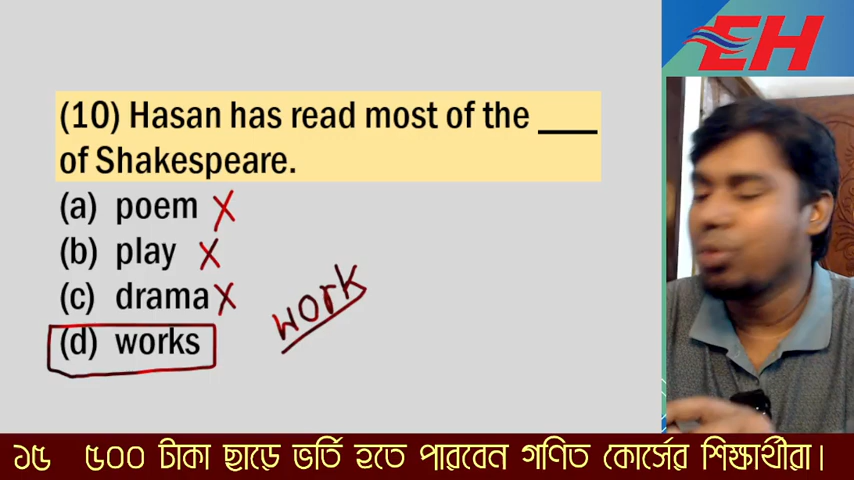 EH
(10) Hasan has read most of the ____
of Shakespeare.
(a) poem X
(b) play X
(c) drama X
(d) works
work
১৫ ৫০০ টাকা ছাড়ে ভর্তি হতে পারবেন গণিত কোর্সের শিক্ষার্থীরা।